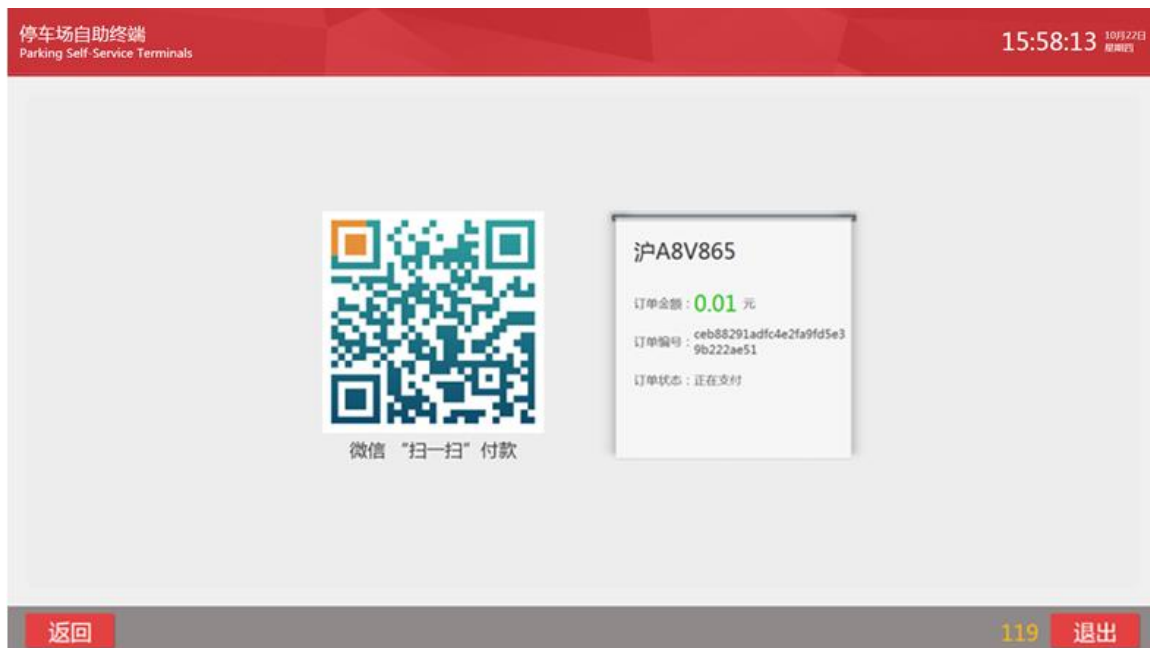 停车场自助终端
Parking Self-Service Terminals
15:58:13
10月22日
星期四
沪A8V865
订单金额：0.01 元
订单编号：ceb88291adfc4e2fa9fd5e3
9b222ae51
订单状态：正在支付
微信 “扫一扫” 付款
返回
119
退出